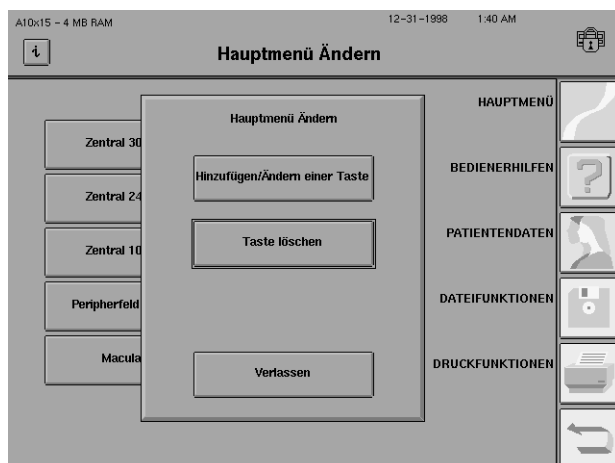 A10x15 - 4 MB RAM
12-31-1998 1:40 AM
i
Hauptmenü Ändern
HAUPTMENÜ
Hauptmenü Ändern
Zentral 30
Hinzufügen/Ändern einer Taste
BEDIENERHILFEN
?
Zentral 24
Taste löschen
PATIENTENDATEN
Zentral 10
Peripherfeld
DATEIFUNKTIONEN
Macula
Verlassen
DRUCKFUNKTIONEN